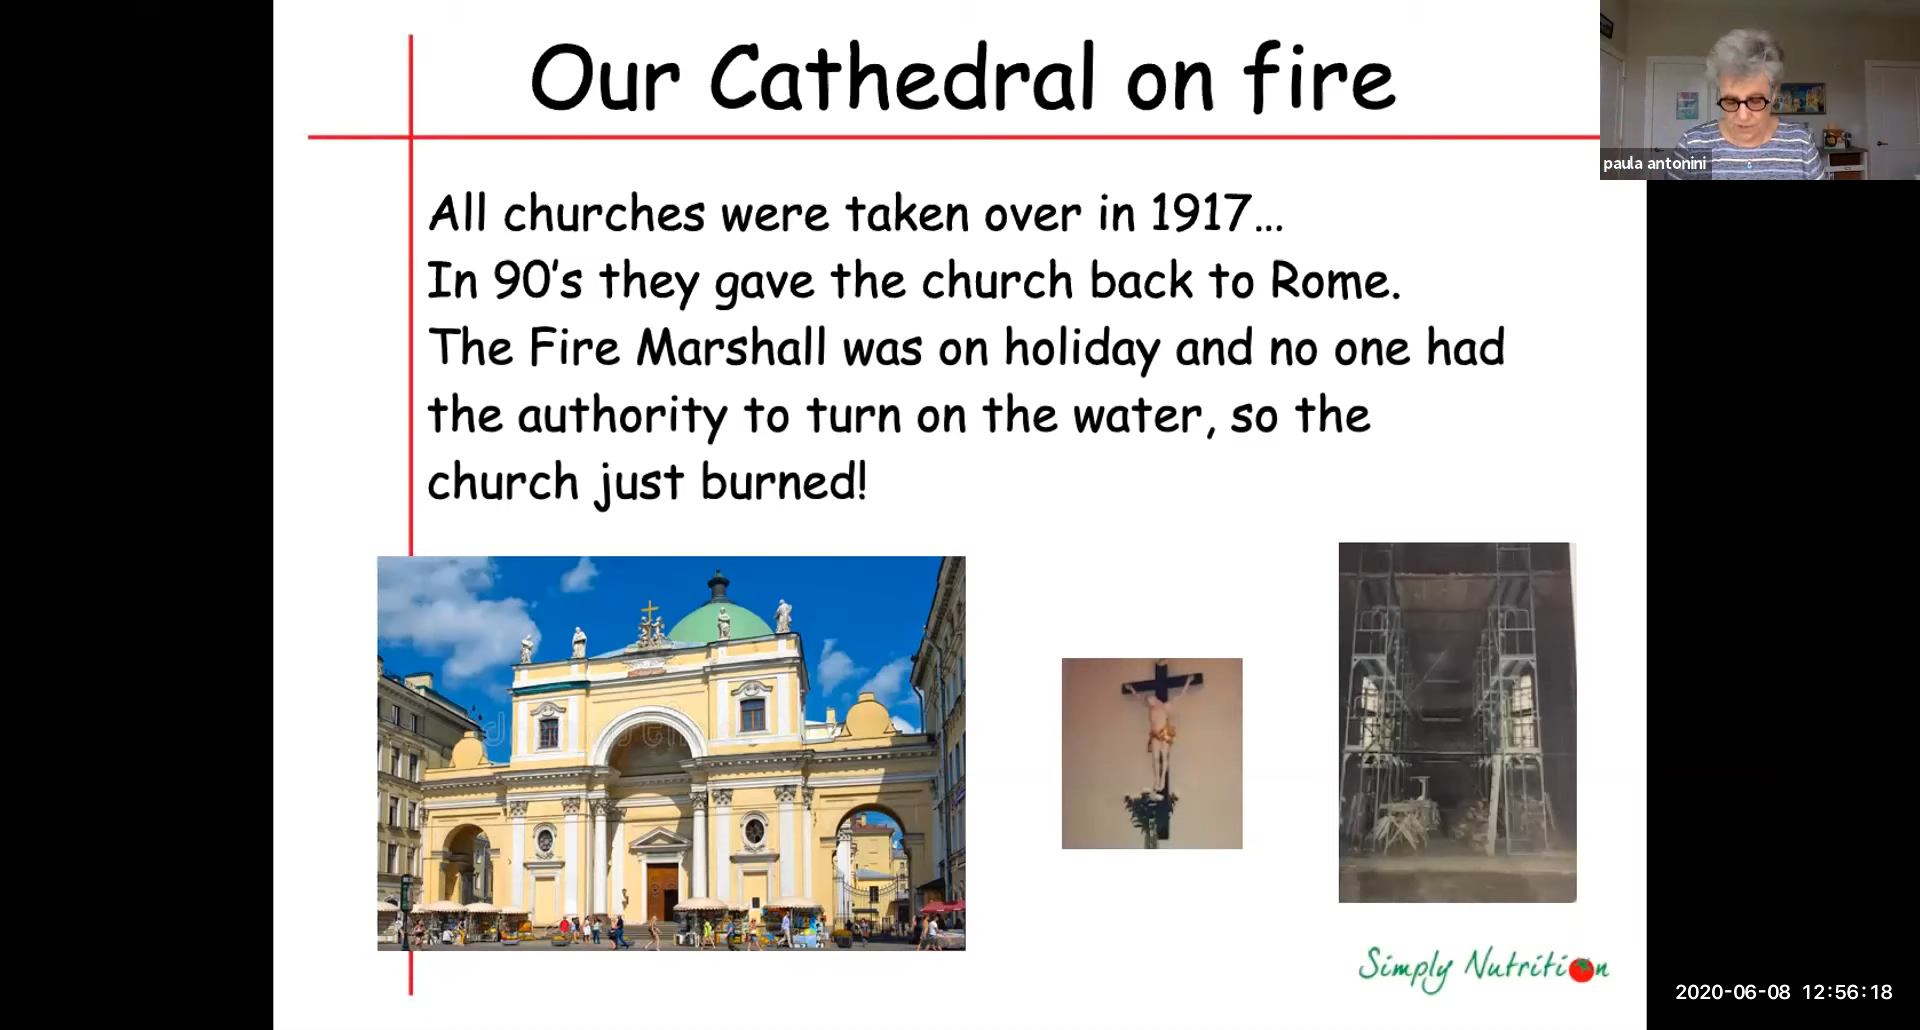 Our Cathedral on fire
paula antonini
All churches were taken over in 1917...
In 90's they gave the church back to Rome.
The Fire Marshall was on holiday and no one had
the authority to turn on the water, so the
church just burned!
Simply Nutrition
2020-06-08 12:56:18